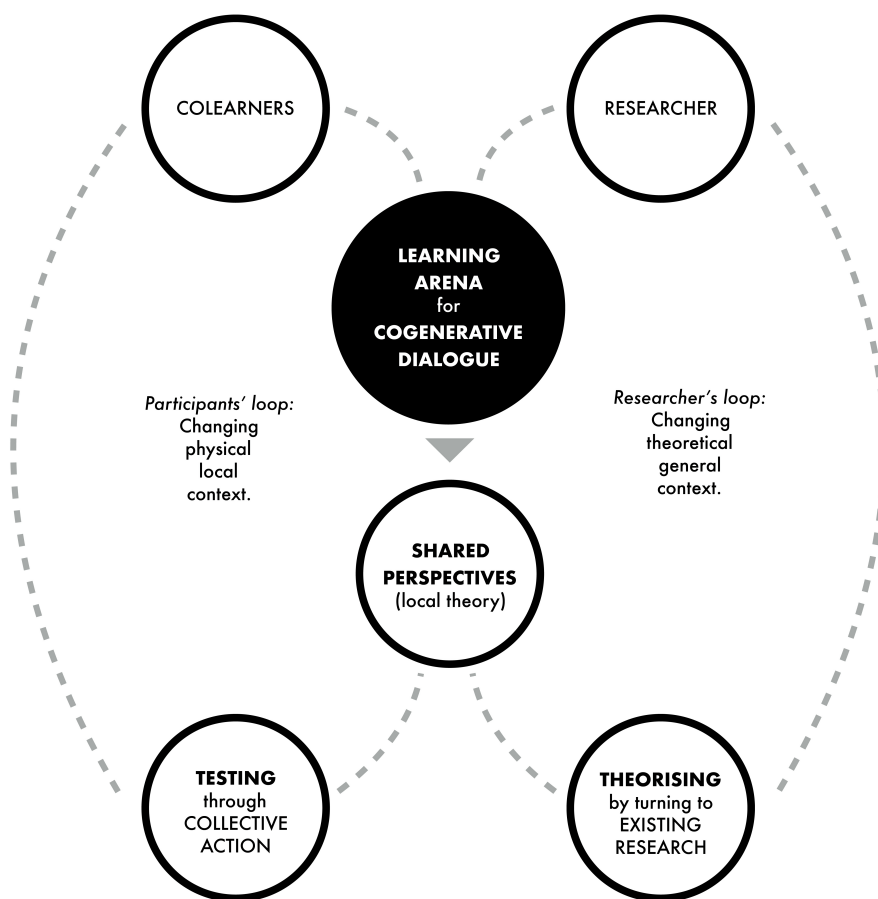 COLEARNERS
RESEARCHER
LEARNING
ARENA
for
COGENERATIVE
DIALOGUE
Participants’ loop:
Changing
physical
local
context.
Researcher’s loop:
Changing
theoretical
general
context.
SHARED
PERSPECTIVES
(local theory)
TESTING
through
COLLECTIVE
ACTION
THEORISING
by turning to
EXISTING
RESEARCH